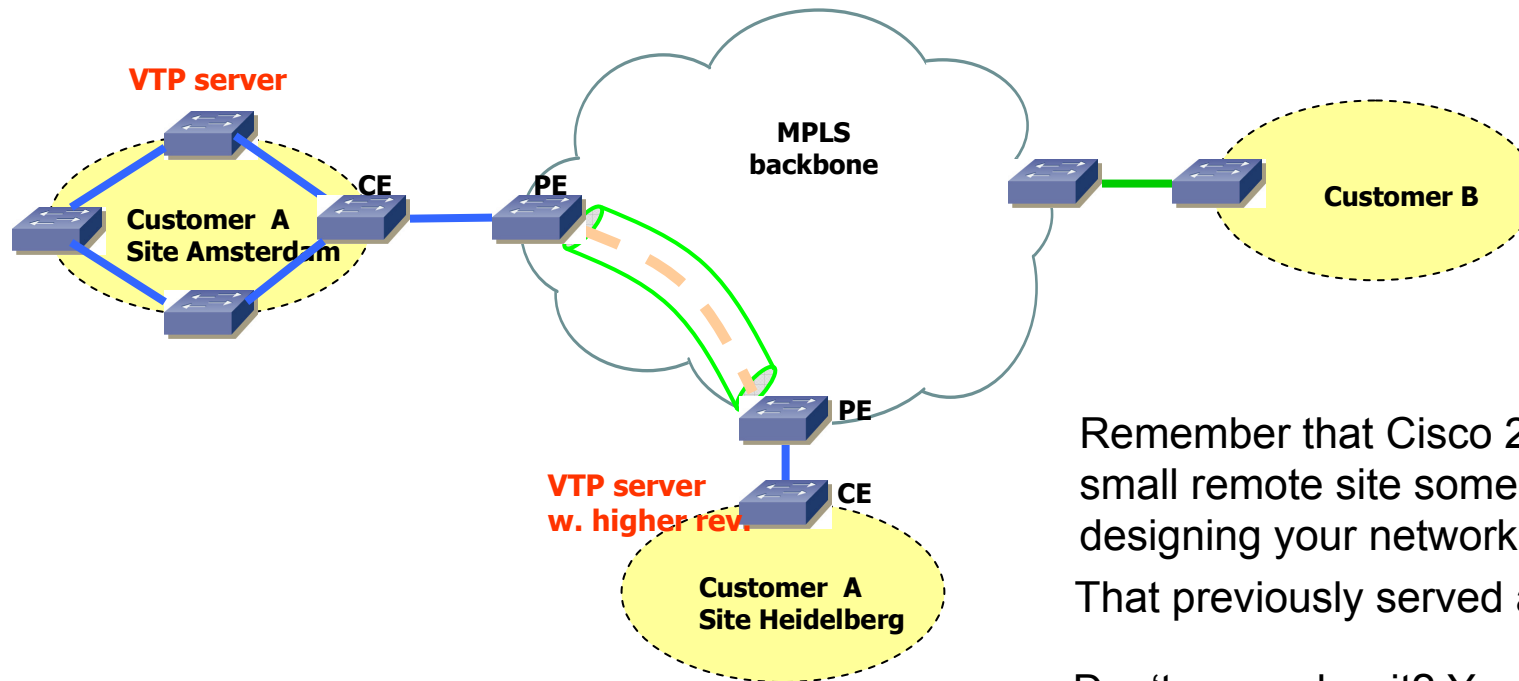 VTP server
MPLS
backbone
CE
PE
Customer A
Site Amsterdam
Customer B
PE
Remember that Cisco 2
small remote site some
designing your network
That previously served a
VTP server
w. higher rev.
CE
Customer A
Site Heidelberg